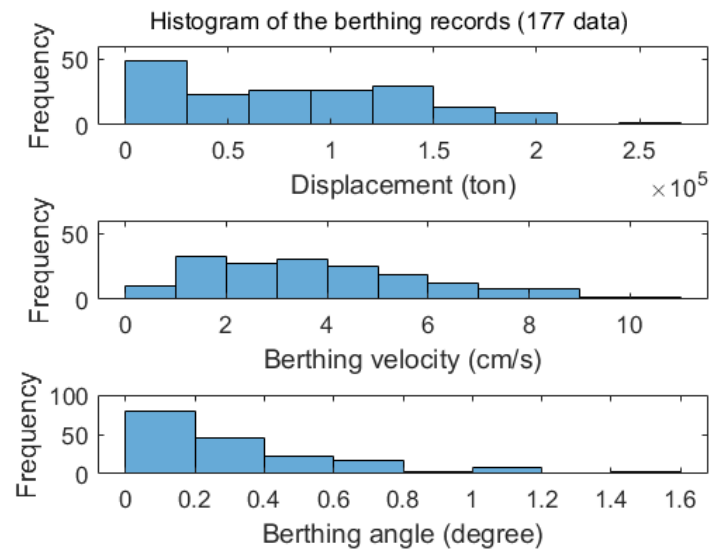 Histogram of the berthing records (177 data)
Frequency
50
0
0 0.5 1 1.5 2 2.5
Displacement (ton)
×10^5
Frequency
50
0
0 2 4 6 8 10
Berthing velocity (cm/s)
Frequency
100
50
0
0 0.2 0.4 0.6 0.8 1 1.2 1.4 1.6
Berthing angle (degree)